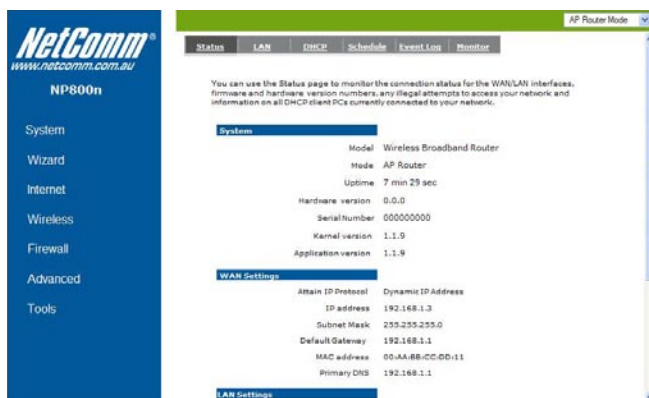 AP Router Mode
NetComm®
www.netcomm.com.au
NP800n
System
Wizard
Internet
Wireless
Firewall
Advanced
Tools
Status LAN DHCP Schedule Event Log Monitor
You can use the Status page to monitor the connection status for the WAN/LAN interfaces,
firmware and hardware version numbers, any illegal attempts to access your network and
information on all DHCP client PCs currently connected to your network.
System
Model Wireless Broadband Router
Mode AP Router
Uptime 7 min 29 sec
Hardware version 0.0.0
Serial Number 000000000
Kernel version 1.1.9
Application version 1.1.9
WAN Settings
Attain IP Protocol Dynamic IP Address
IP address 192.168.1.3
Subnet Mask 255.255.255.0
Default Gateway 192.168.1.1
MAC address 00:AA:BB:CC:DD:11
Primary DNS 192.168.1.1
LAN Settings